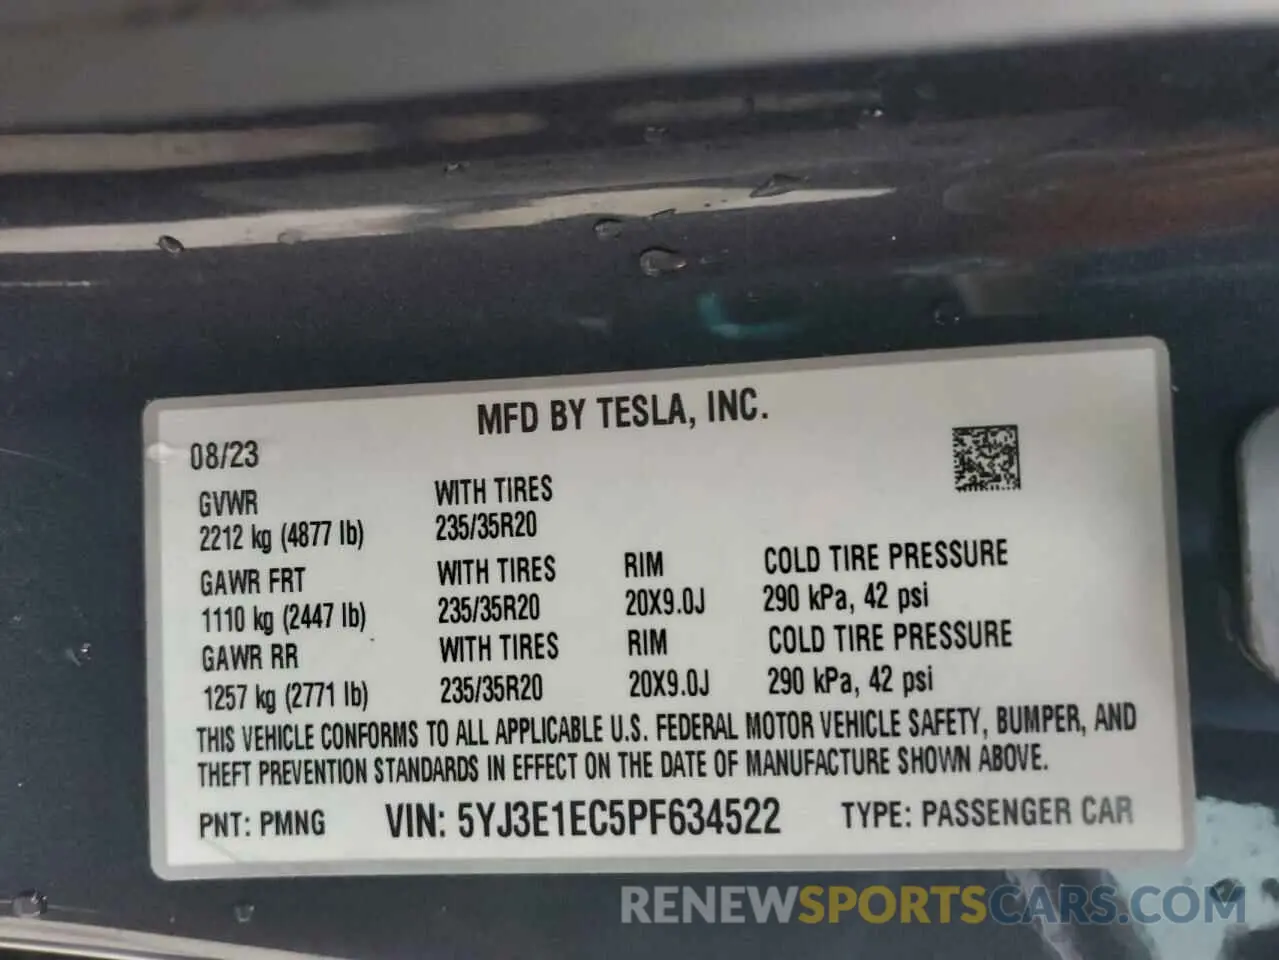 MFD BY TESLA, INC.
08/23
GVWR WITH TIRES
2212 kg (4877 lb) 235/35R20
GAWR FRT WITH TIRES RIM COLD TIRE PRESSURE
1110 kg (2447 lb) 235/35R20 20X9.0J 290 kPa, 42 psi
GAWR RR WITH TIRES RIM COLD TIRE PRESSURE
1257 kg (2771 lb) 235/35R20 20X9.0J 290 kPa, 42 psi
THIS VEHICLE CONFORMS TO ALL APPLICABLE U.S. FEDERAL MOTOR VEHICLE SAFETY, BUMPER, AND
THEFT PREVENTION STANDARDS IN EFFECT ON THE DATE OF MANUFACTURE SHOWN ABOVE.
PNT: PMNG VIN: 5YJ3E1EC5PF634522 TYPE: PASSENGER CAR
RENEWSPORTSCARS.COM